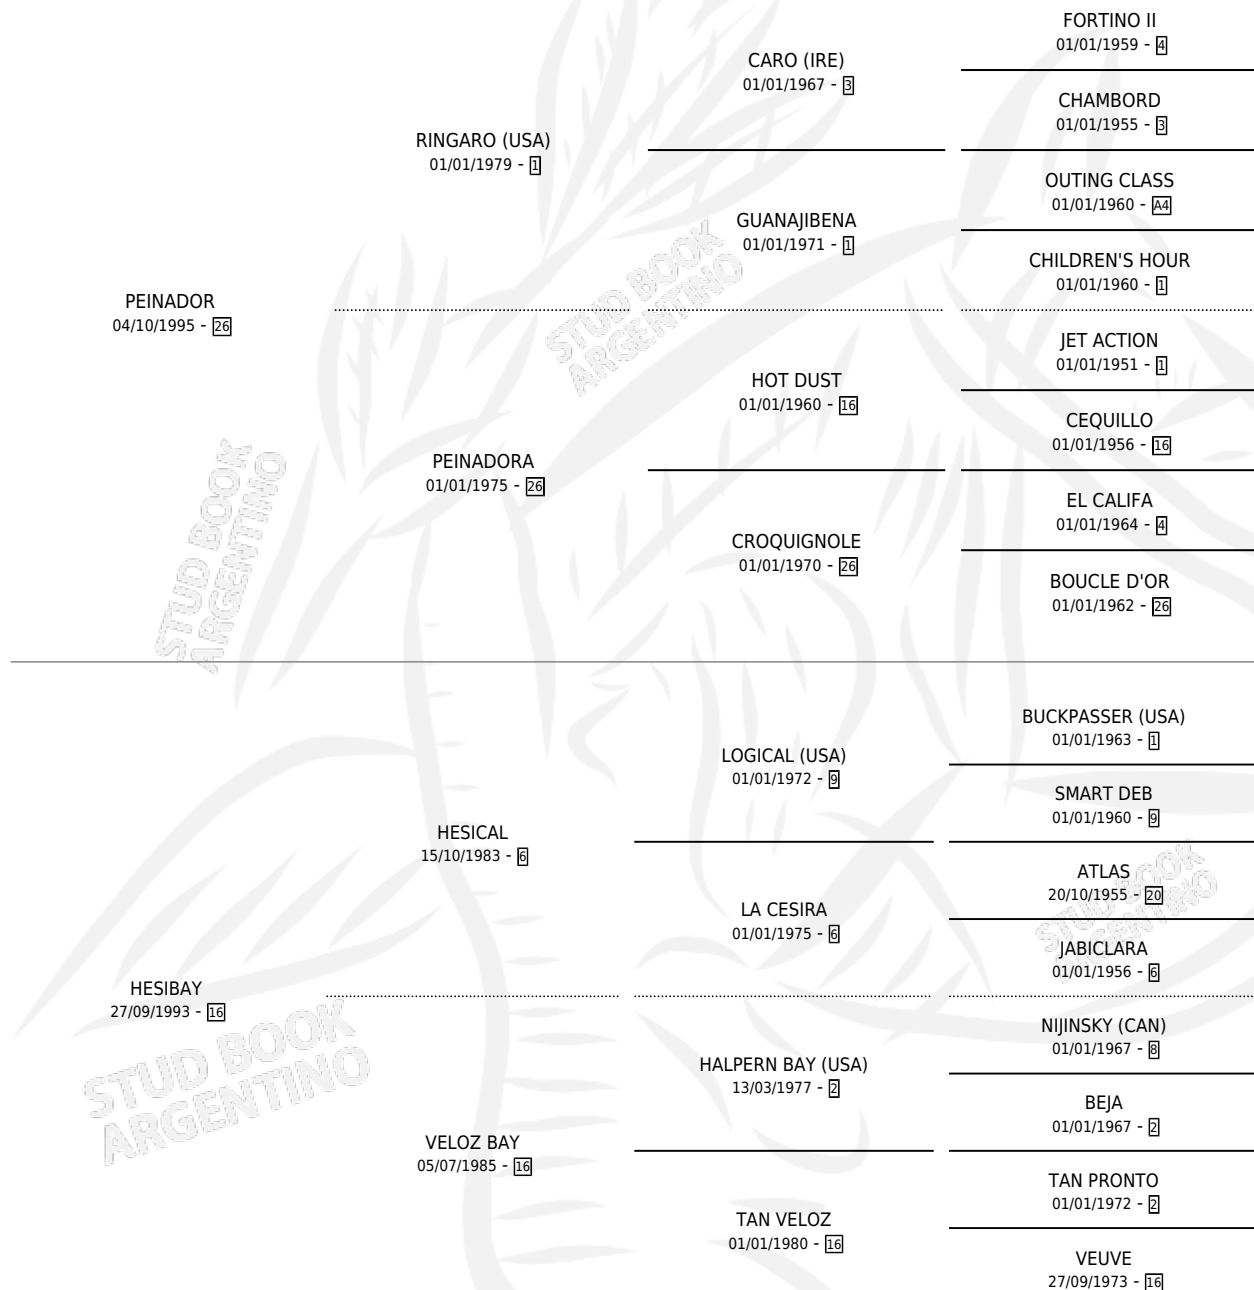 FORTINO II
01/01/1959 - 4
CARO (IRE)
01/01/1967 - 3
CHAMBORD
01/01/1955 - 3
RINGARO (USA)
01/01/1979 - 1
OUTING CLASS
01/01/1960 - A4
GUANAJIBENA
01/01/1971 - 1
CHILDREN'S HOUR
01/01/1960 - 1
PEINADOR
04/10/1995 - 26
JET ACTION
01/01/1951 - 1
HOT DUST
01/01/1960 - 16
CEQUILLO
01/01/1956 - 16
PEINADORA
01/01/1975 - 26
EL CALIFA
01/01/1964 - 4
CROQUIGNOLE
01/01/1970 - 26
BOUCLE D'OR
01/01/1962 - 26
STUD BOOK
ARGENTINO
STUD BOOK
ARGENTINO
BUCKPASSER (USA)
01/01/1963 - 1
LOGICAL (USA)
01/01/1972 - 9
SMART DEB
01/01/1960 - 9
HESICAL
15/10/1983 - 6
ATLAS
20/10/1955 - 20
LA CESIRA
01/01/1975 - 6
JABICLARA
01/01/1956 - 6
HESIBAY
27/09/1993 - 16
NIJINSKY (CAN)
01/01/1967 - 8
HALPERN BAY (USA)
13/03/1977 - 2
BEJA
01/01/1967 - 2
VELOZ BAY
05/07/1985 - 16
TAN PRONTO
01/01/1972 - 2
TAN VELOZ
01/01/1980 - 16
VEUVE
27/09/1973 - 16
STUD BOOK
ARGENTINO
STUD BOOK
ARGENTINO